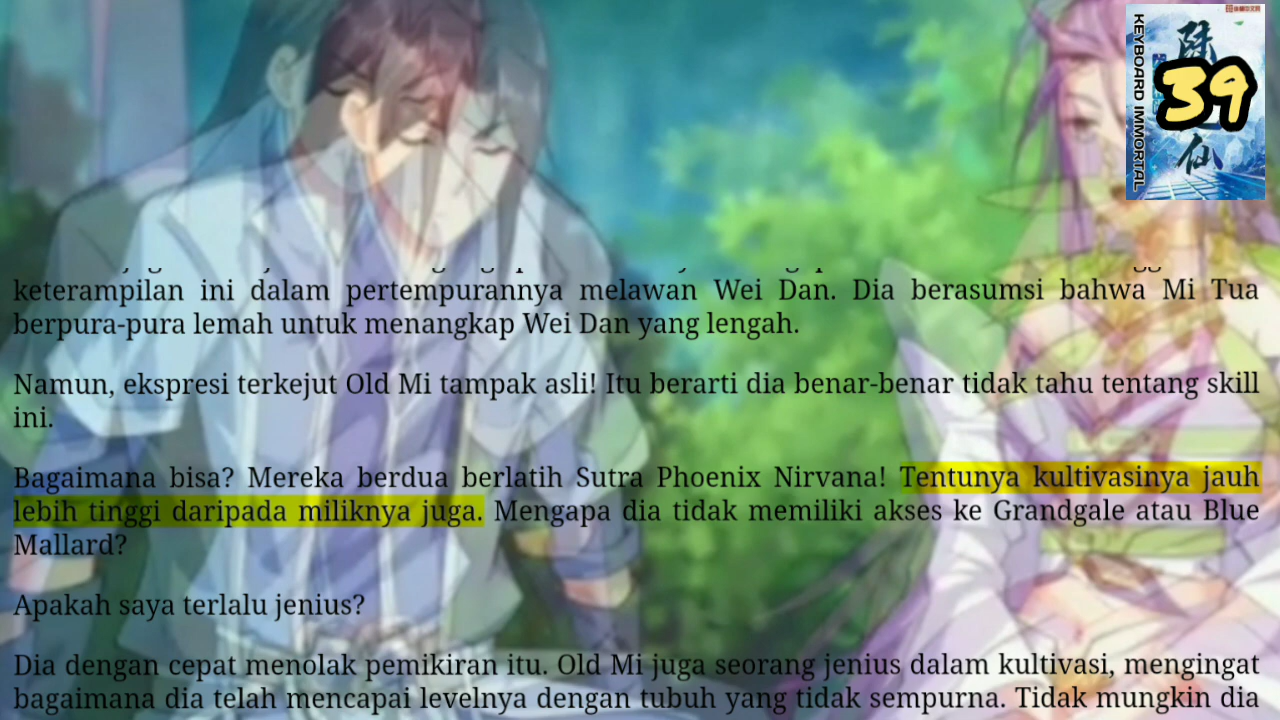 陆
仙
KEYBOARD IMMORTAL
39
keterampilan ini dalam pertempurannya melawan Wei Dan. Dia berasumsi bahwa Mi Tua
berpura-pura lemah untuk menangkap Wei Dan yang lengah.
Namun, ekspresi terkejut Old Mi tampak asli! Itu berarti dia benar-benar tidak tahu tentang skill
ini.
Bagaimana bisa? Mereka berdua berlatih Sutra Phoenix Nirvana! Tentunya kultivasinya jauh
lebih tinggi daripada miliknya juga. Mengapa dia tidak memiliki akses ke Grandgale atau Blue
Mallard?
Apakah saya terlalu jenius?
Dia dengan cepat menolak pemikiran itu. Old Mi juga seorang jenius dalam kultivasi, mengingat
bagaimana dia telah mencapai levelnya dengan tubuh yang tidak sempurna. Tidak mungkin dia